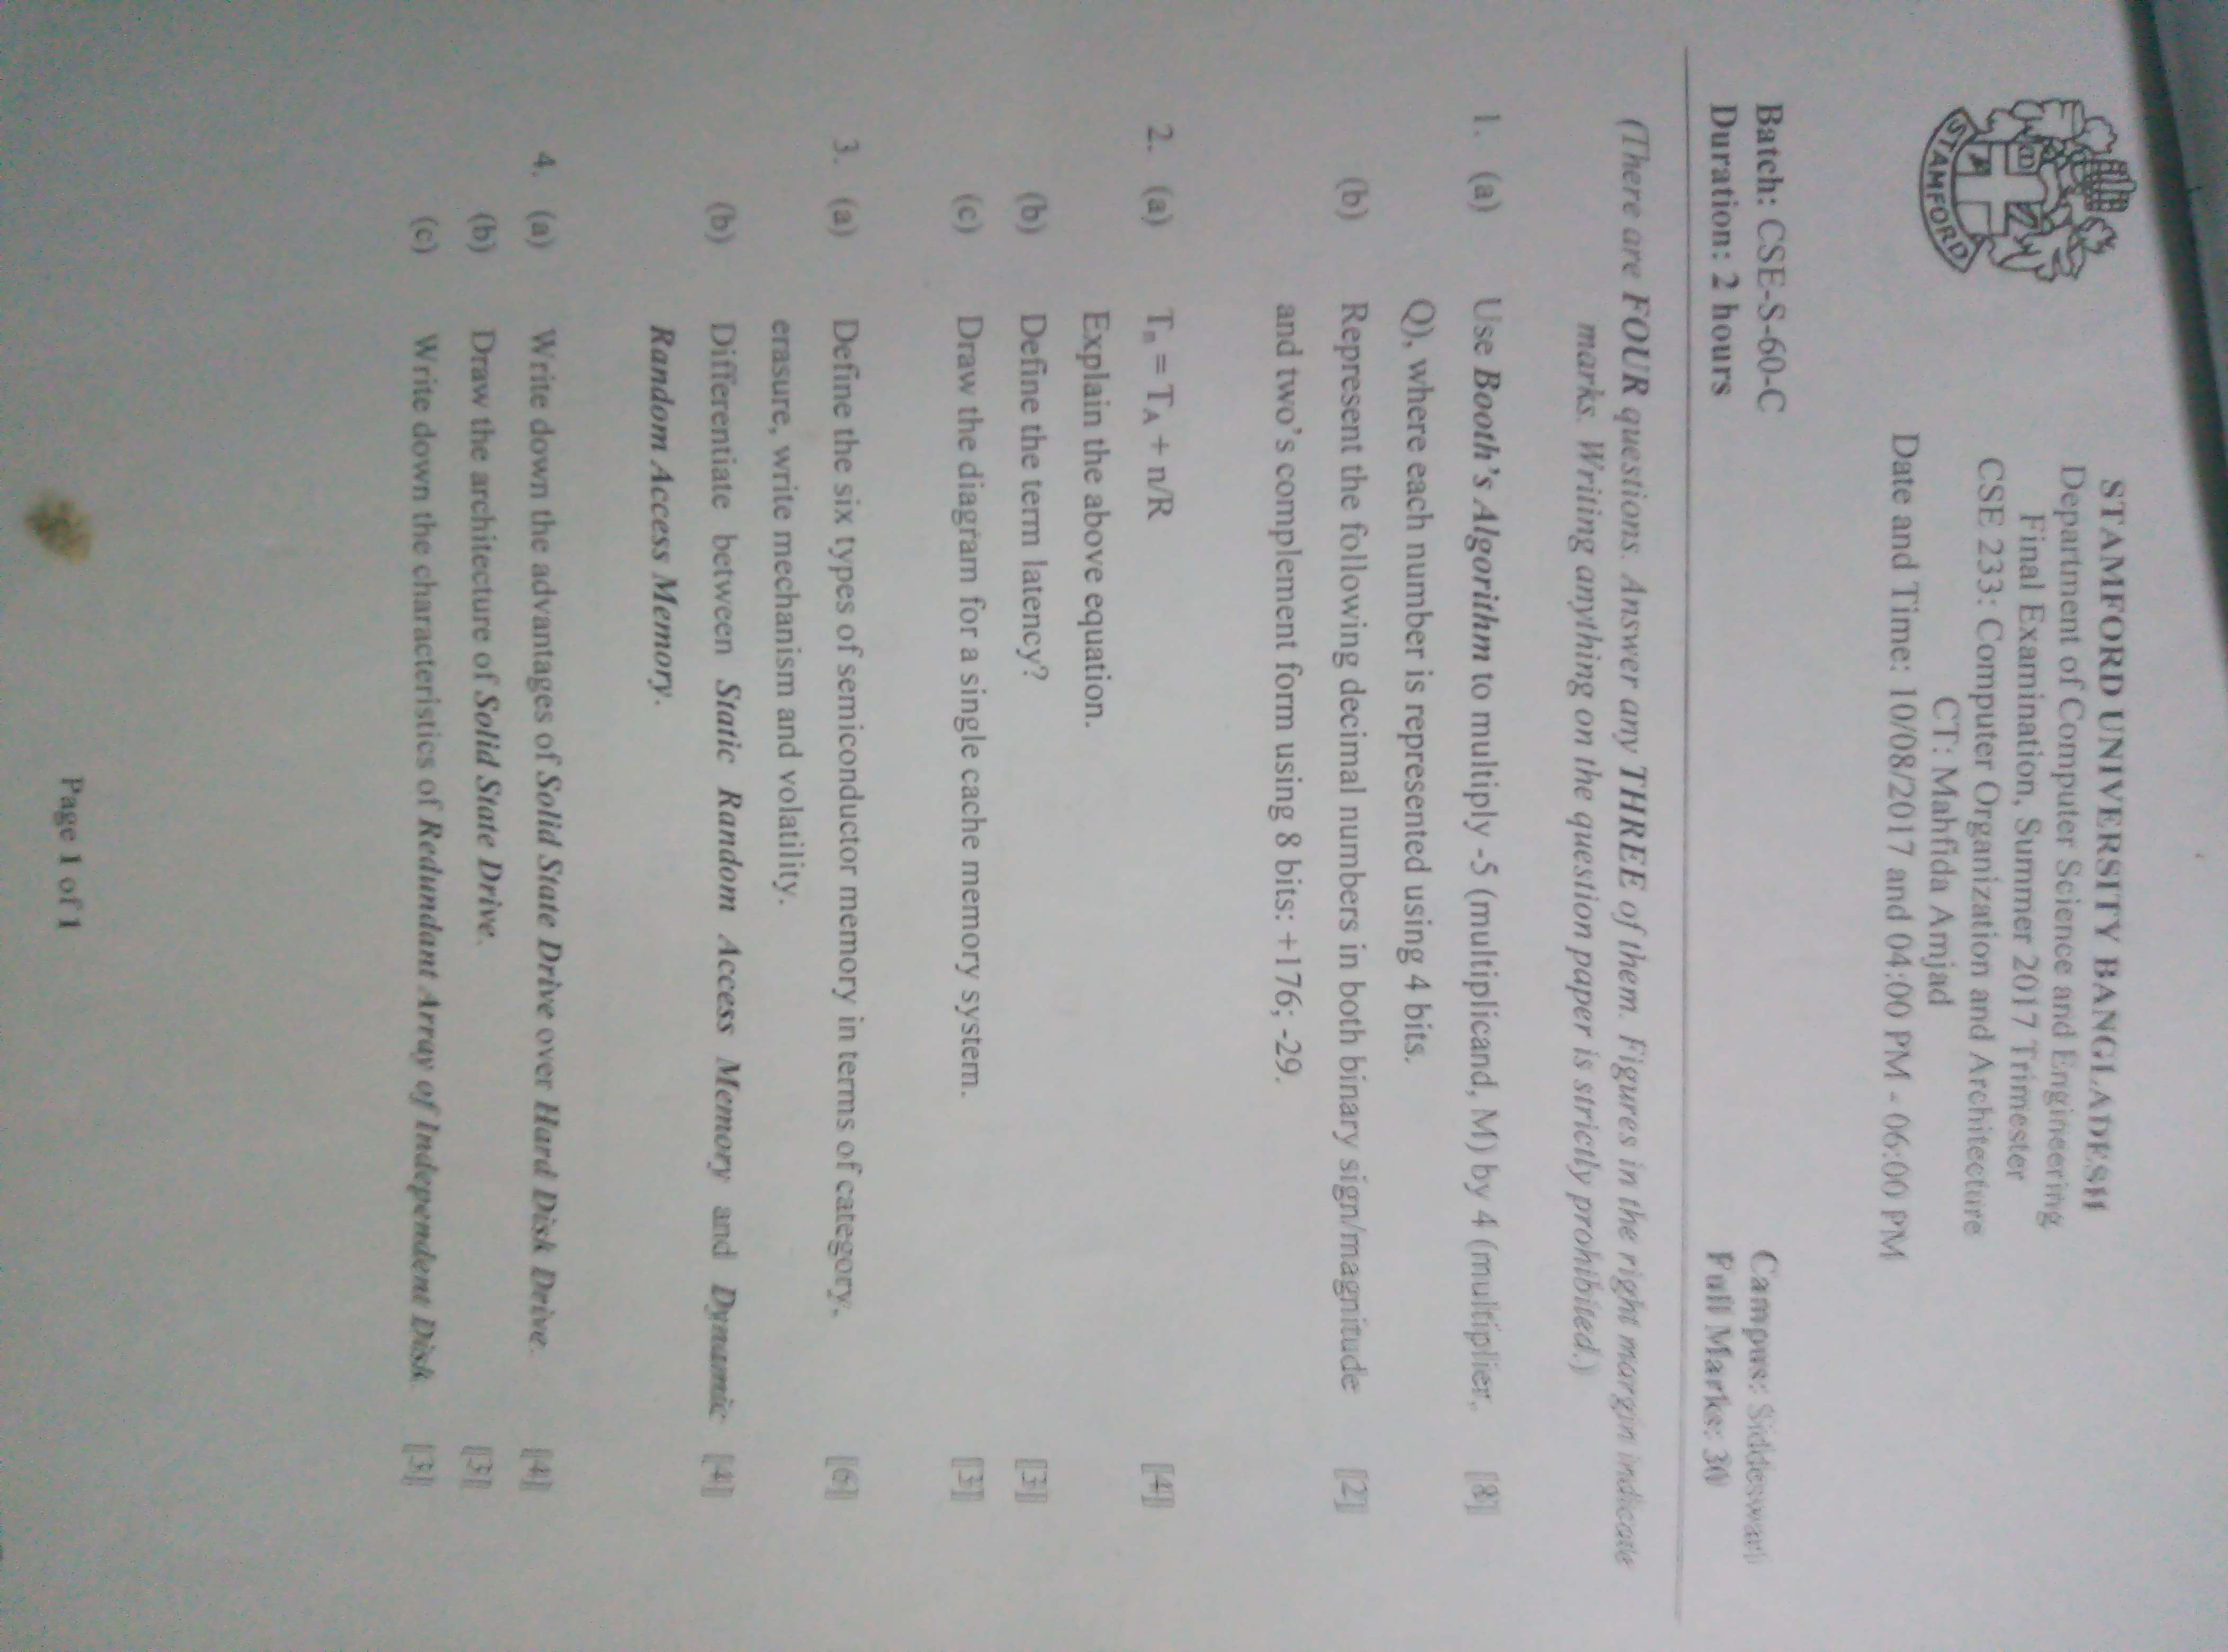 STAMFORD
STAMFORD UNIVERSITY BANGLADESH
Department of Computer Science and Engineering
Final Examination, Summer 2017 Trimester
CSE 233: Computer Organization and Architecture
CT: Mahfida Amjad
Date and Time: 10/08/2017 and 04:00 PM - 06:00 PM
Batch: CSE-S-60-C Campus: Siddeswari
Duration: 2 hours Full Marks: 30
(There are FOUR questions. Answer any THREE of them. Figures in the right margin indicate
marks. Writing anything on the question paper is strictly prohibited.)
1. (a) Use Booth's Algorithm to multiply -5 (multiplicand, M) by 4 (multiplier, [8]
Q), where each number is represented using 4 bits.
(b) Represent the following decimal numbers in both binary sign/magnitude [2]
and two's complement form using 8 bits: +176; -29.
2. (a) Tn = TA + n/R [4]
Explain the above equation.
(b) Define the term latency? [3]
(c) Draw the diagram for a single cache memory system. [3]
3. (a) Define the six types of semiconductor memory in terms of category, [6]
erasure, write mechanism and volatility.
(b) Differentiate between Static Random Access Memory and Dynamic [4]
Random Access Memory.
4. (a) Write down the advantages of Solid State Drive over Hard Disk Drive. [4]
(b) Draw the architecture of Solid State Drive. [3]
(c) Write down the characteristics of Redundant Array of Independent Disk. [3]
Page 1 of 1